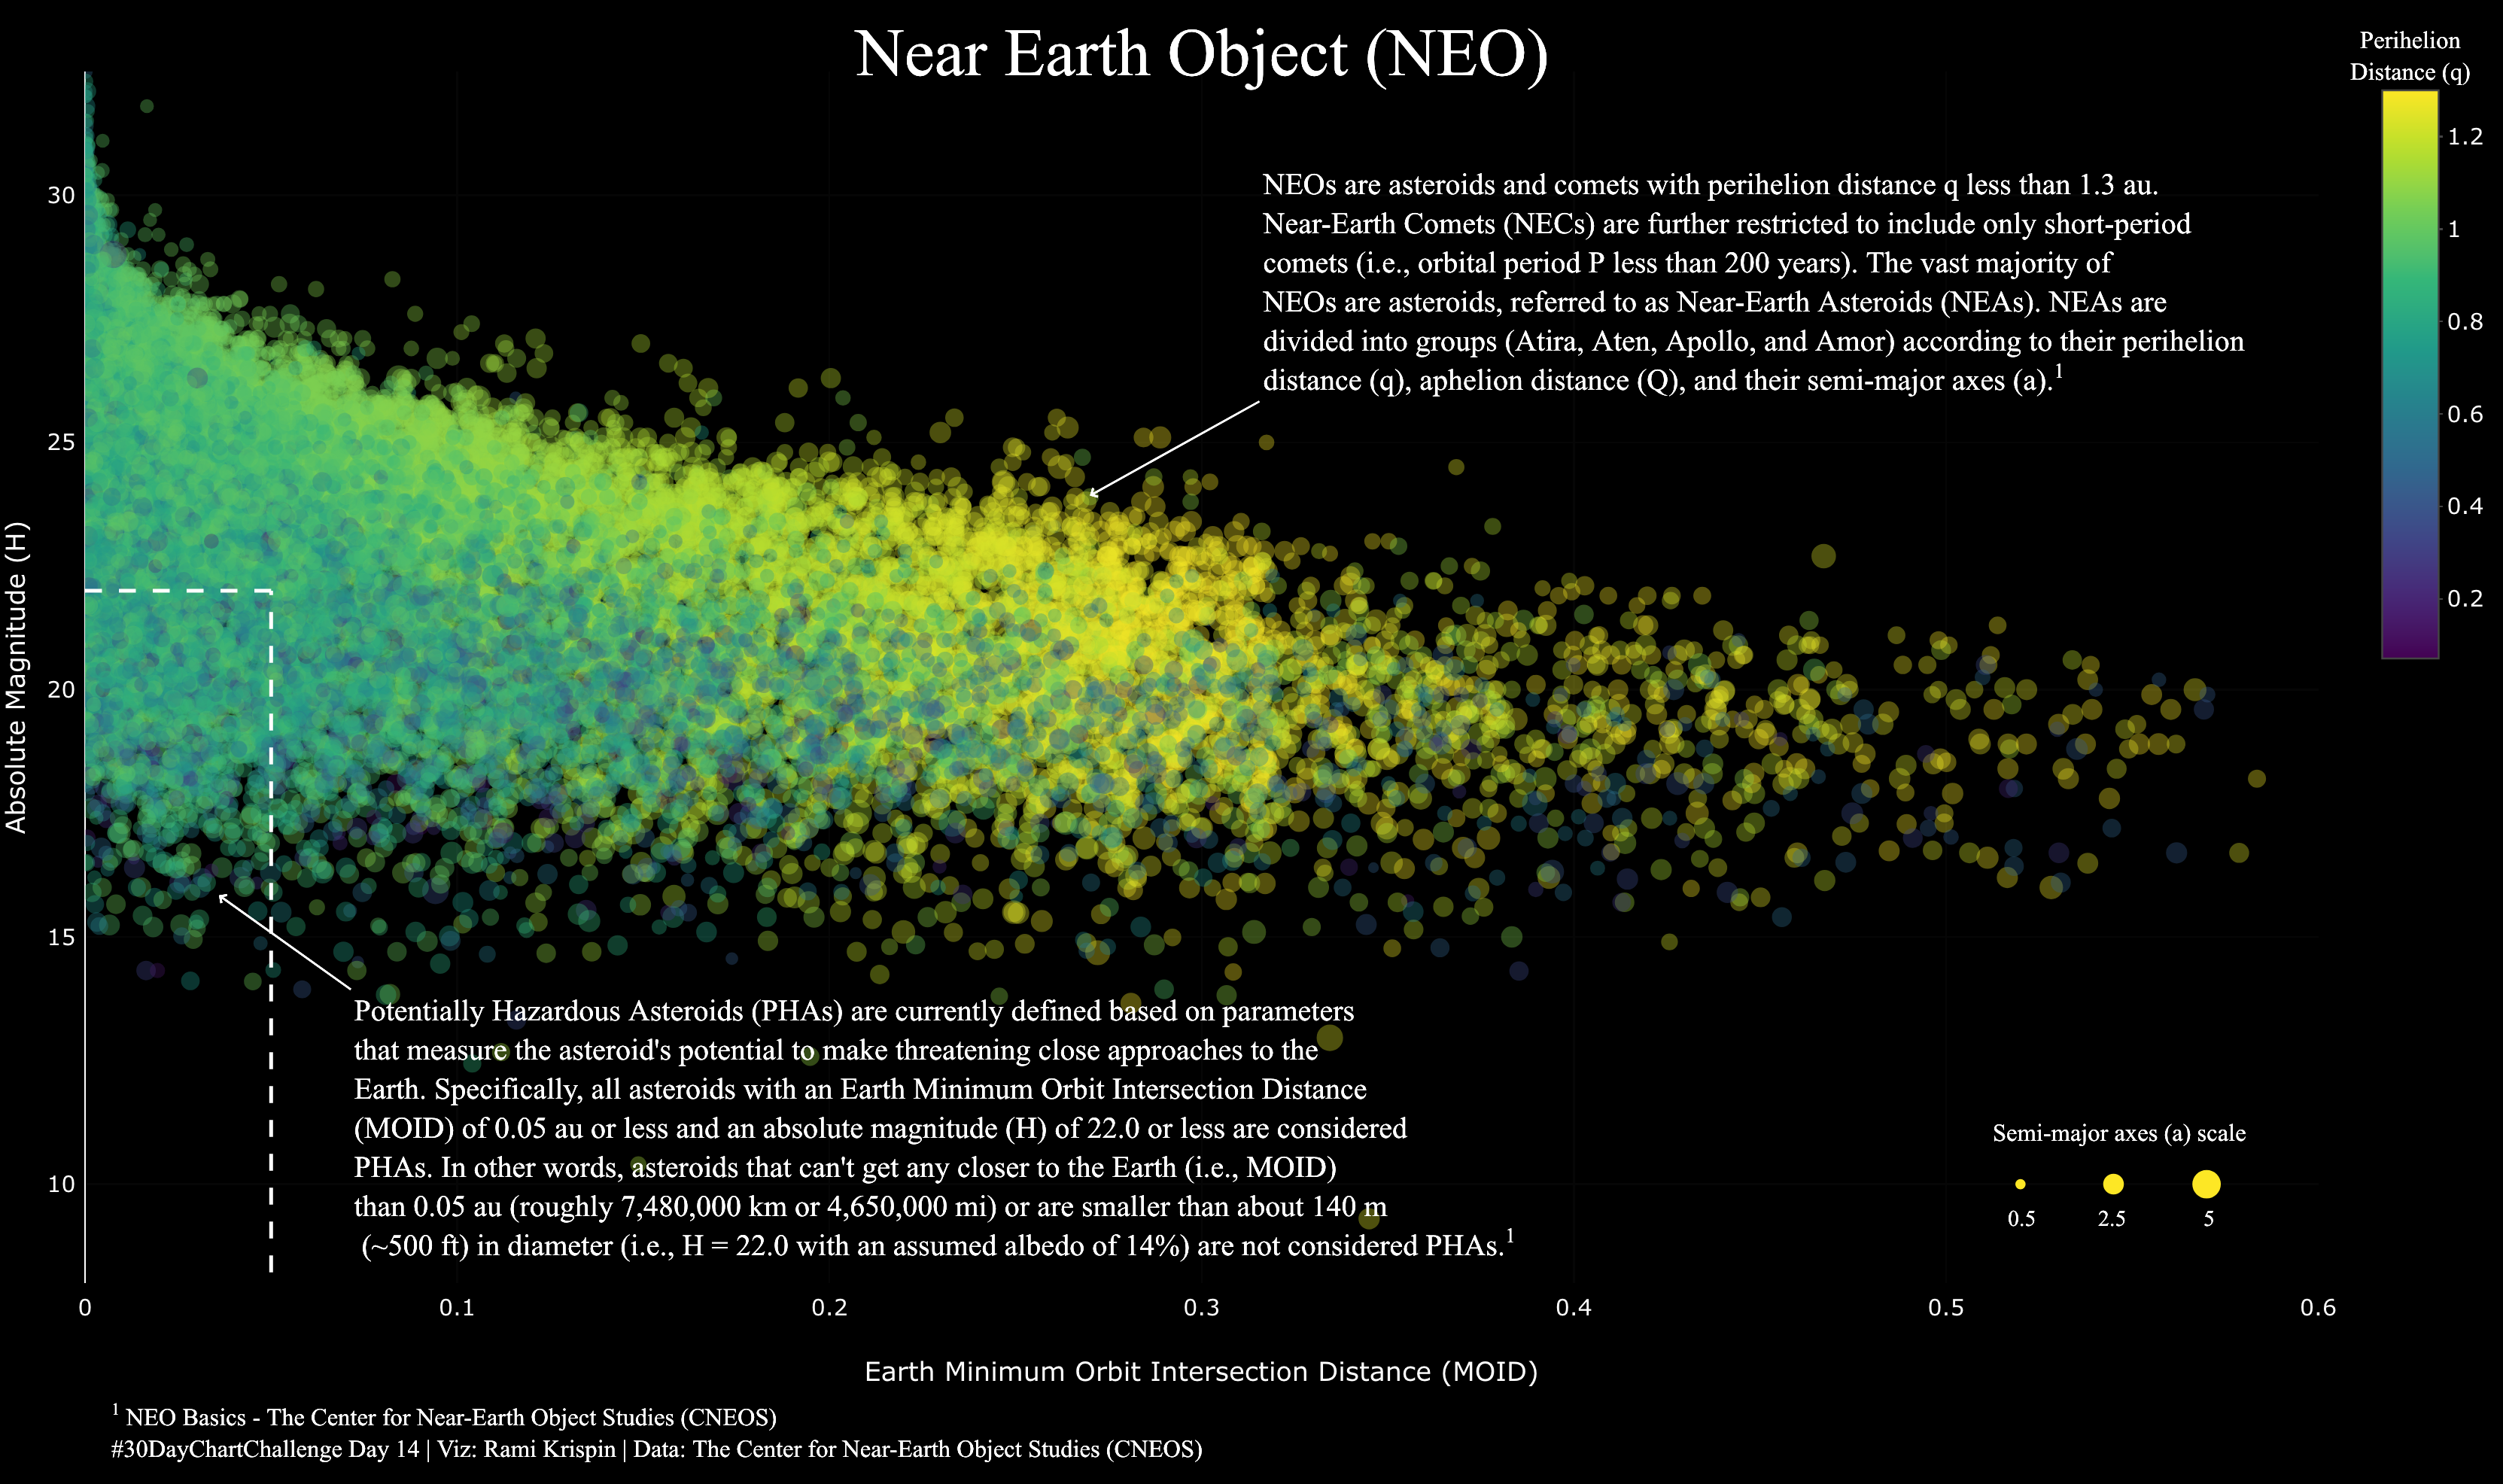 Near Earth Object (NEO)
Perihelion
Distance (q)
1.2
1
0.8
0.6
0.4
0.2
NEOs are asteroids and comets with perihelion distance q less than 1.3 au.
Near-Earth Comets (NECs) are further restricted to include only short-period
comets (i.e., orbital period P less than 200 years). The vast majority of
NEOs are asteroids, referred to as Near-Earth Asteroids (NEAs). NEAs are
divided into groups (Atira, Aten, Apollo, and Amor) according to their perihelion
distance (q), aphelion distance (Q), and their semi-major axes (a).1
Absolute Magnitude (H)
30
25
20
15
10
Potentially Hazardous Asteroids (PHAs) are currently defined based on parameters
that measure the asteroid's potential to make threatening close approaches to the
Earth. Specifically, all asteroids with an Earth Minimum Orbit Intersection Distance
(MOID) of 0.05 au or less and an absolute magnitude (H) of 22.0 or less are considered
PHAs. In other words, asteroids that can't get any closer to the Earth (i.e., MOID)
than 0.05 au (roughly 7,480,000 km or 4,650,000 mi) or are smaller than about 140 m
(~500 ft) in diameter (i.e., H = 22.0 with an assumed albedo of 14%) are not considered PHAs.1
Semi-major axes (a) scale
0.5 2.5 5
0 0.1 0.2 0.3 0.4 0.5 0.6
Earth Minimum Orbit Intersection Distance (MOID)
1 NEO Basics - The Center for Near-Earth Object Studies (CNEOS)
#30DayChartChallenge Day 14 | Viz: Rami Krispin | Data: The Center for Near-Earth Object Studies (CNEOS)